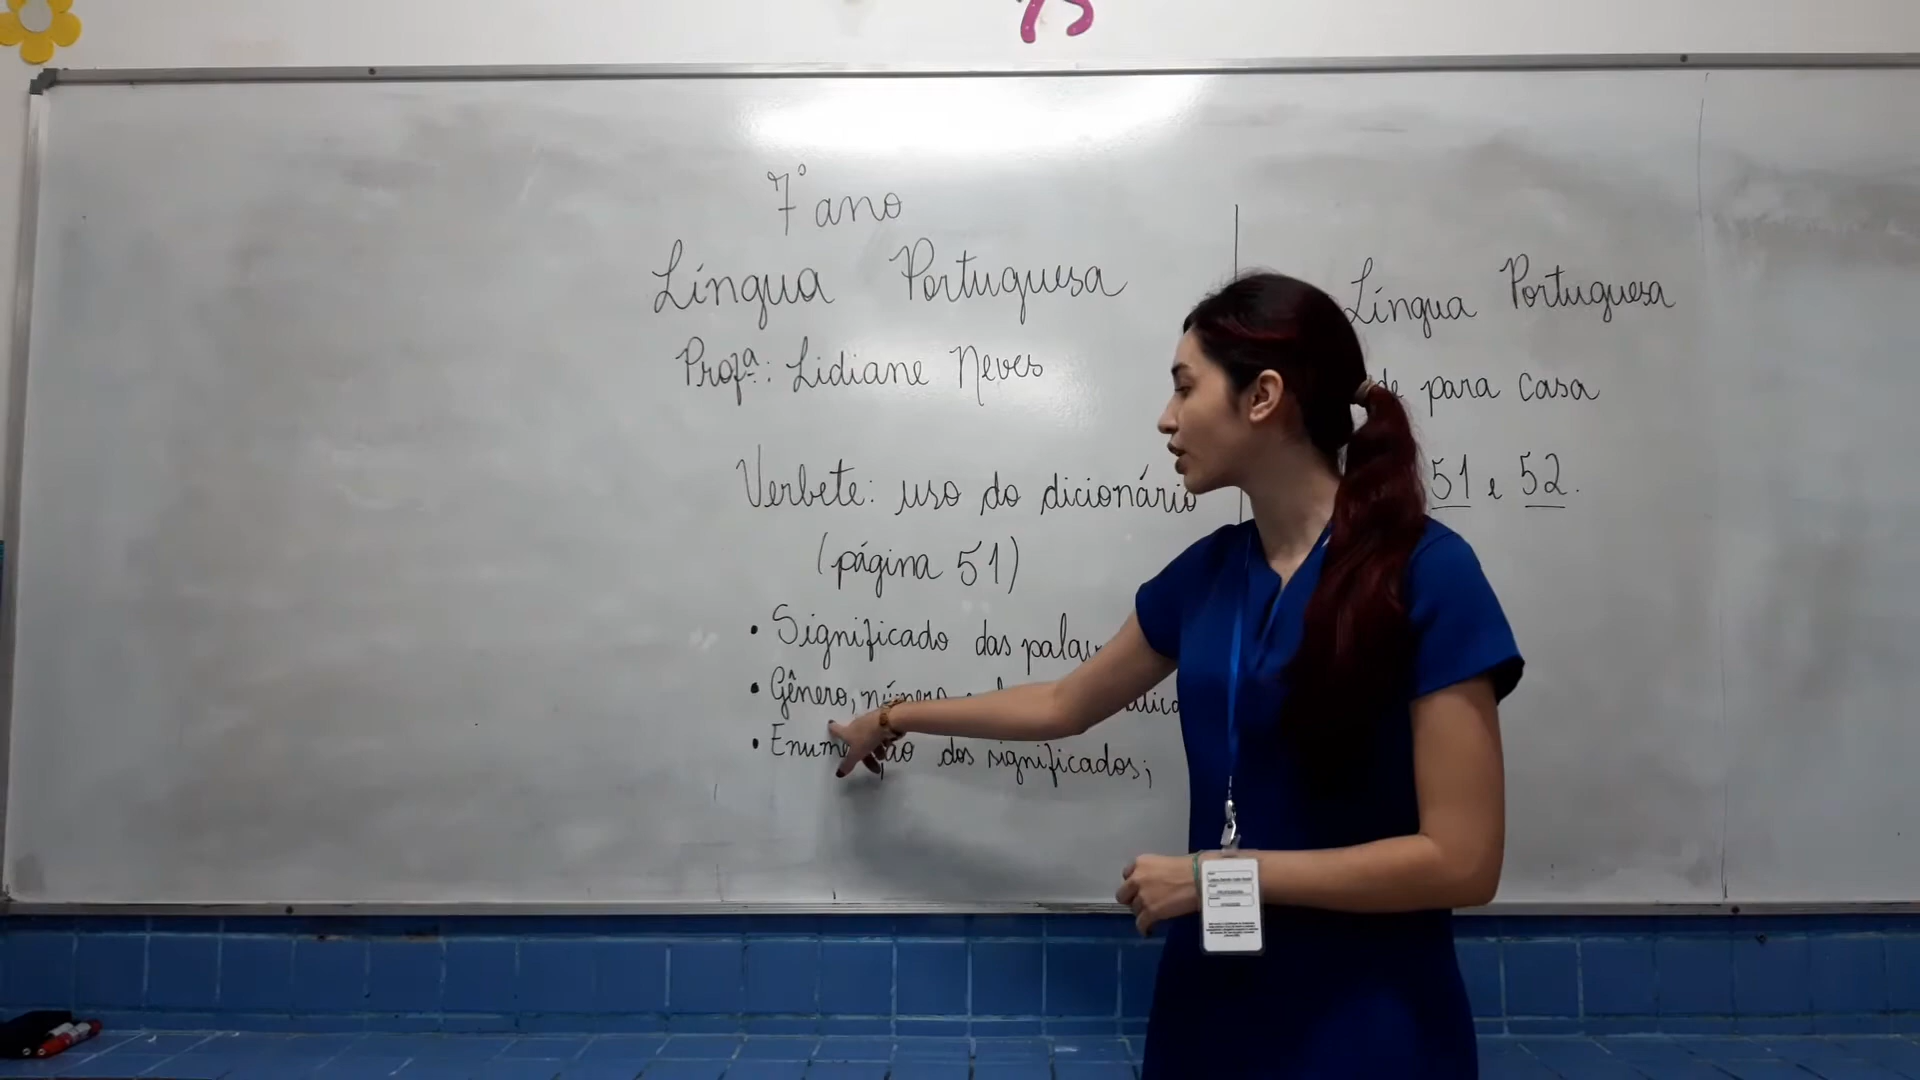 7º ano
Língua Portuguesa
Profª: Lidiane Neves
Verbete: uso do dicionário
(página 51)
• Significado das
• Gênero, número
• dos significados;
Língua Portuguesa
para casa
51 e 52.